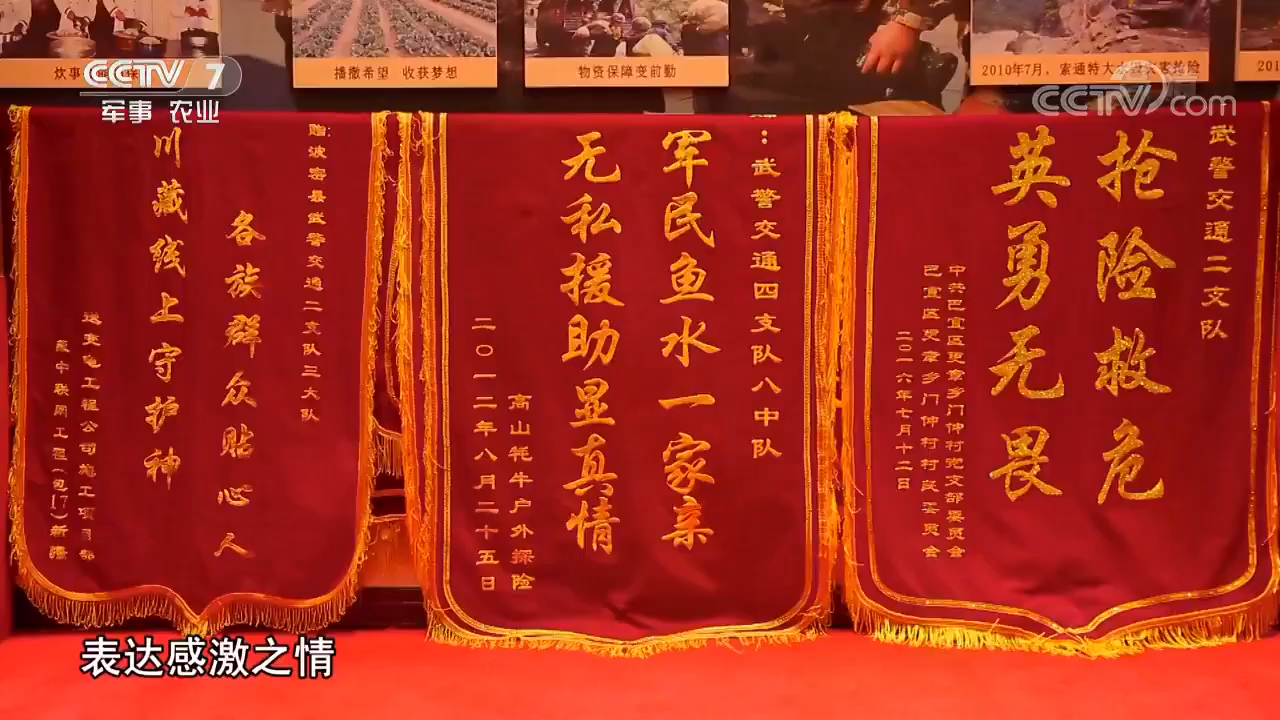 CCTV 7
军事 农业
播撒希望 收获梦想
物资保障变前勤
CCTV com
赠:波密县武警交通二支队三大队
各族群众贴心人
川藏线上守护神
武警交通四支队八中队
军民鱼水一家亲
无私援助显真情
高山牦牛户外探险
二〇一二年八月二十五日
武警交通二支队
抢险救危
英勇无畏
中共巴宜区更章乡门仲村党支部委员会
巴宜区更章乡门仲村村民委员会
二〇一六年七月十二日
表达感激之情